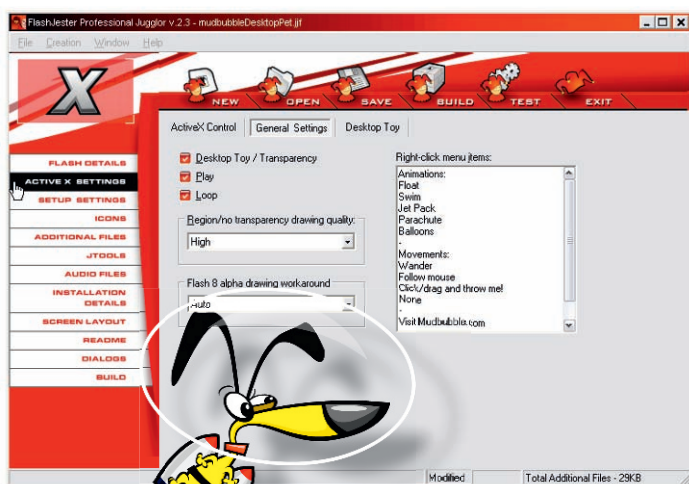 FlashJester Professional Jugglor v.2.3 - mudbubbleDesktopPet.jjf
File Creation Window Help
X
NEW OPEN SAVE BUILD TEST EXIT
ActiveX Control General Settings Desktop Toy
FLASH DETAILS
ACTIVE X SETTINGS
SETUP SETTINGS
ICONS
ADDITIONAL FILES
JTOOLS
AUDIO FILES
INSTALLATION
DETAILS
SCREEN LAYOUT
README
DIALOGS
BUILD
Desktop Toy / Transparency
Play
Loop
Region/no transparency drawing quality:
High
Flash 8 alpha drawing workaround
Auto
Right-click menu items:
Animations:
Float
Swim
Jet Pack
Parachute
Balloons
-
Movements:
Wander
Follow mouse
Click/drag and throw me!
None
-
Visit Mudbubble.com
Modified Total Additional Files - 29KB